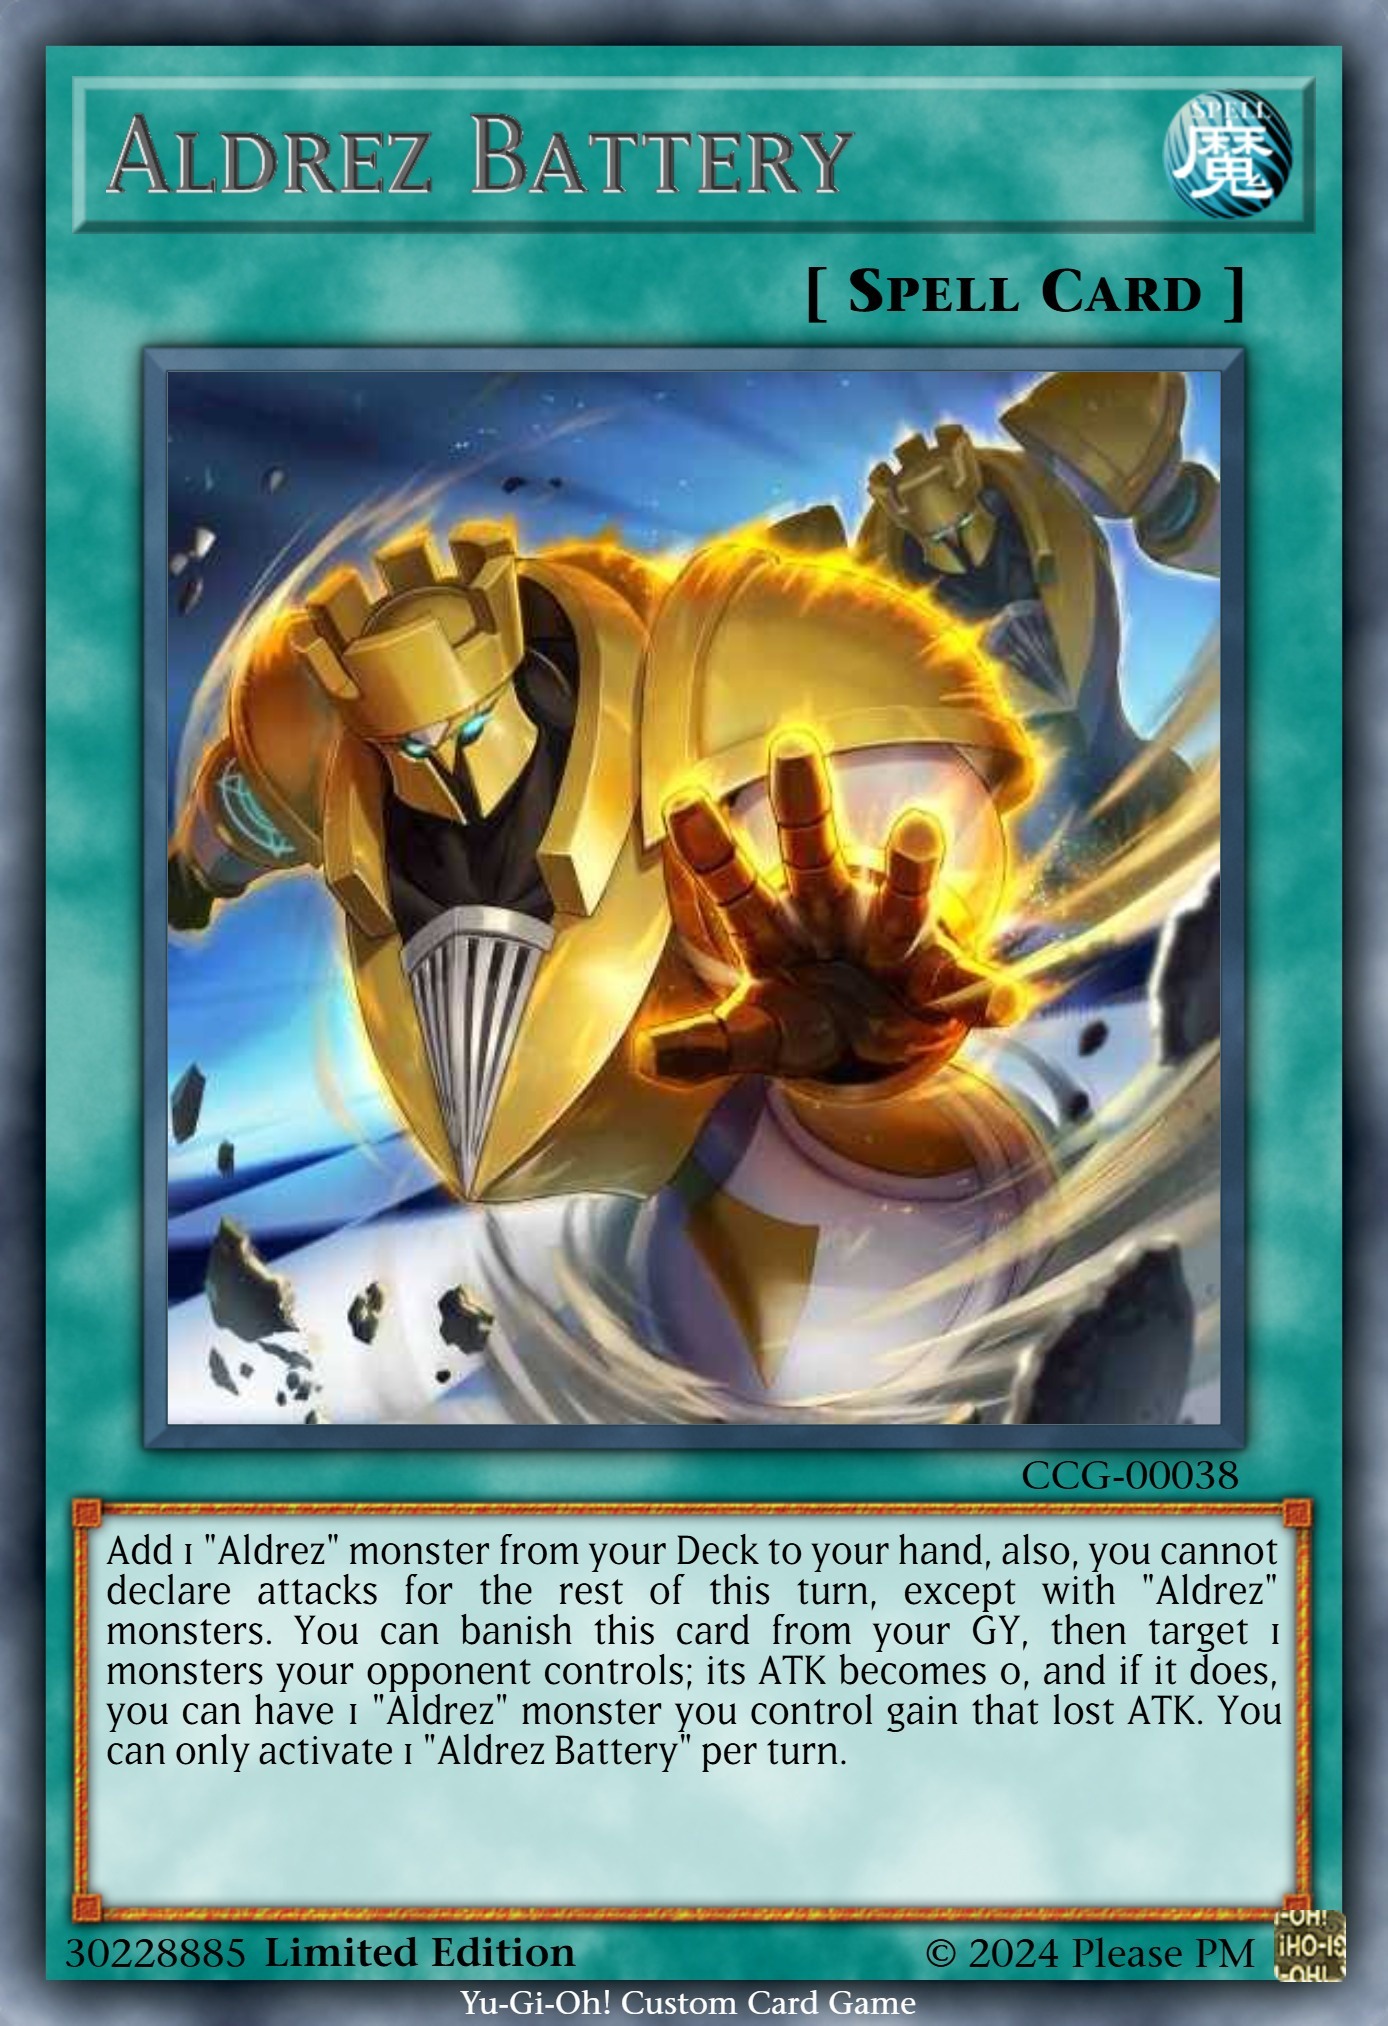 ALDREZ BATTERY
SPELL
魔
[ SPELL CARD ]
CCG-00038
Add 1 "Aldrez" monster from your Deck to your hand, also, you cannot
declare attacks for the rest of this turn, except with "Aldrez"
monsters. You can banish this card from your GY, then target 1
monsters your opponent controls; its ATK becomes 0, and if it does,
you can have 1 "Aldrez" monster you control gain that lost ATK. You
can only activate 1 "Aldrez Battery" per turn.
30228885 Limited Edition
© 2024 Please PM
Yu-Gi-Oh! Custom Card Game